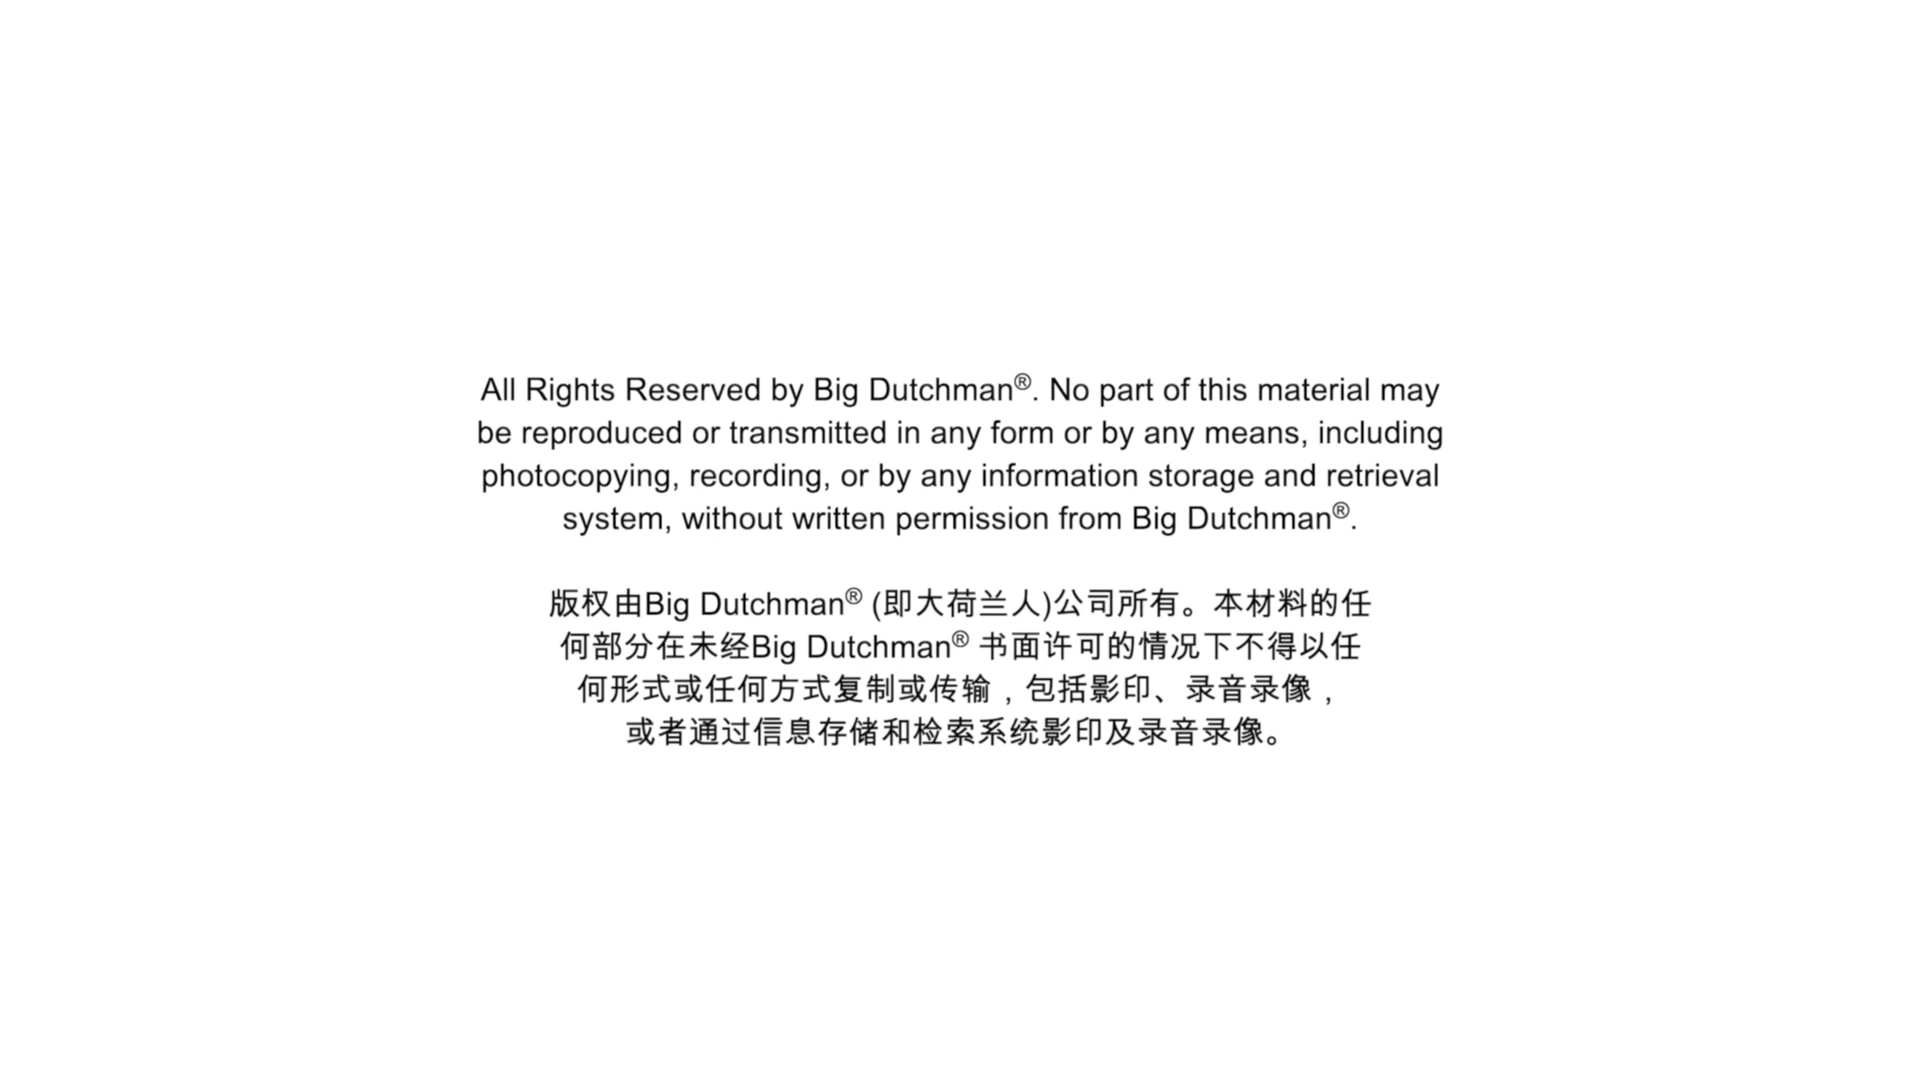 All Rights Reserved by Big Dutchman®. No part of this material may
be reproduced or transmitted in any form or by any means, including
photocopying, recording, or by any information storage and retrieval
system, without written permission from Big Dutchman®.
版权由Big Dutchman® (即大荷兰人)公司所有。本材料的任
何部分在未经Big Dutchman® 书面许可的情况下不得以任
何形式或任何方式复制或传输，包括影印、录音录像，
或者通过信息存储和检索系统影印及录音录像。